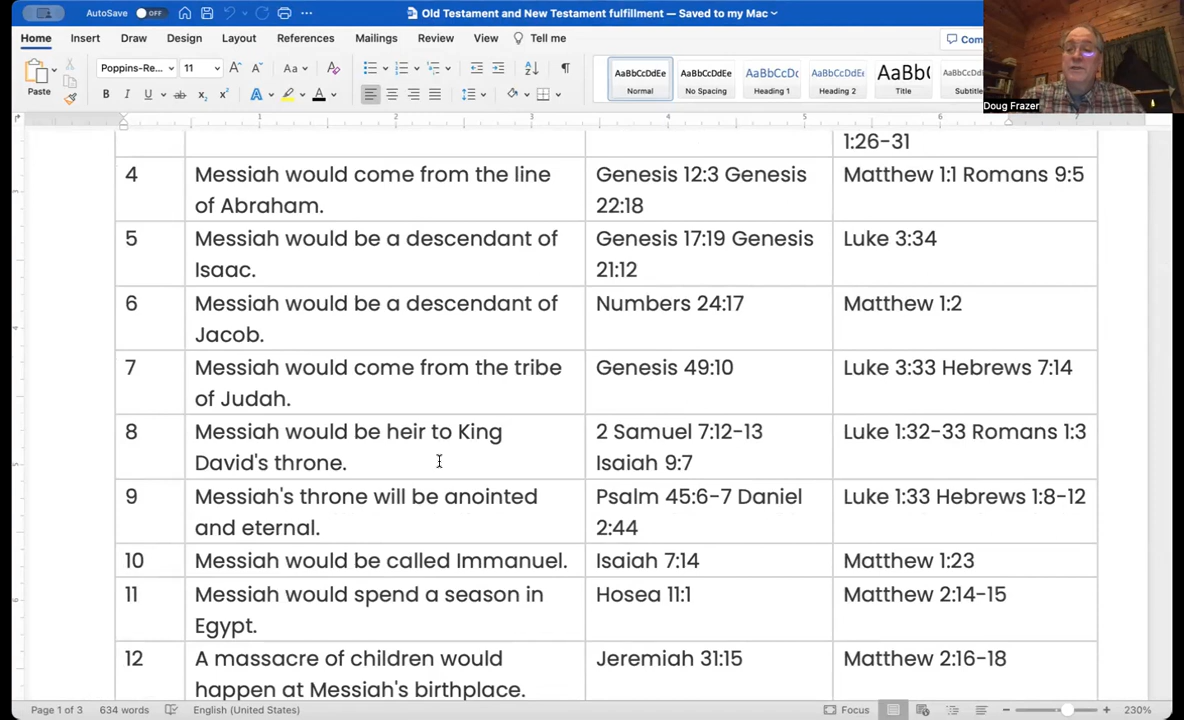 AutoSave OFF
Old Testament and New Testament fulfillment — Saved to my Mac
Home Insert Draw Design Layout References Mailings Review View Tell me
Paste
Poppins-Re... 11
AaBbCcDdEe AaBbCcDdEe AaBbCcDc AaBbCcDdEe AaBb(
Normal No Spacing Heading 1 Heading 2 Title Subtitle
Doug Frazer
1 2 3 4 5 6
1:26-31
4 Messiah would come from the line Genesis 12:3 Genesis Matthew 1:1 Romans 9:5
of Abraham. 22:18
5 Messiah would be a descendant of Genesis 17:19 Genesis Luke 3:34
Isaac. 21:12
6 Messiah would be a descendant of Numbers 24:17 Matthew 1:2
Jacob.
7 Messiah would come from the tribe Genesis 49:10 Luke 3:33 Hebrews 7:14
of Judah.
8 Messiah would be heir to King 2 Samuel 7:12-13 Luke 1:32-33 Romans 1:3
David's throne. Isaiah 9:7
9 Messiah's throne will be anointed Psalm 45:6-7 Daniel Luke 1:33 Hebrews 1:8-12
and eternal. 2:44
10 Messiah would be called Immanuel. Isaiah 7:14 Matthew 1:23
11 Messiah would spend a season in Hosea 11:1 Matthew 2:14-15
Egypt.
12 A massacre of children would Jeremiah 31:15 Matthew 2:16-18
happen at Messiah's birthplace.
Page 1 of 3 634 words English (United States) Focus 230%